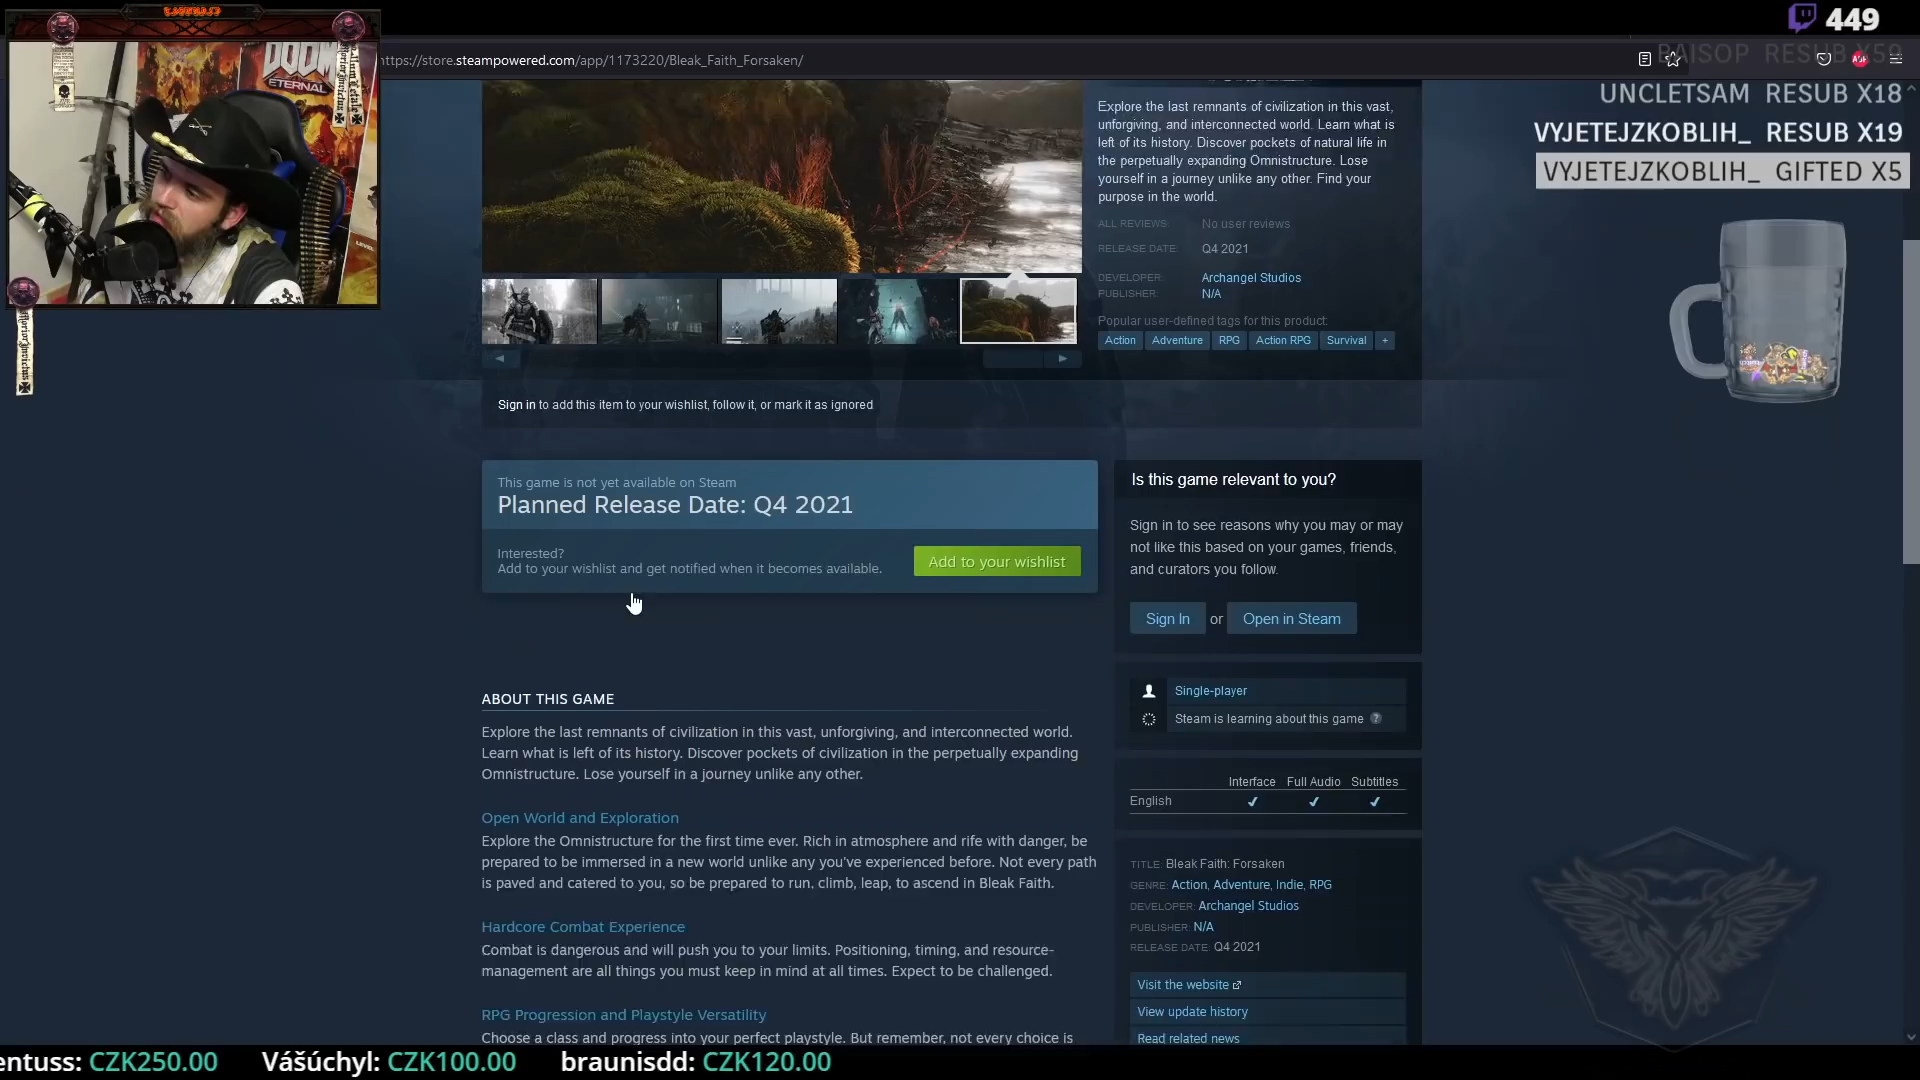 449
https://store.steampowered.com/app/1173220/Bleak_Faith_Forsaken/
BAISOP RESUB X58
UNCLETSAM RESUB X18
VYJETEJZKOBLIH_ RESUB X19
VYJETEJZKOBLIH_ GIFTED X5
DOOM
ETERNAL
Explore the last remnants of civilization in this vast,
unforgiving, and interconnected world. Learn what is
left of its history. Discover pockets of natural life in
the perpetually expanding Omnistructure. Lose
yourself in a journey unlike any other. Find your
purpose in the world.
ALL REVIEWS: No user reviews
RELEASE DATE: Q4 2021
DEVELOPER: Archangel Studios
PUBLISHER: N/A
Popular user-defined tags for this product:
Action Adventure RPG Action RPG Survival +
Sign in to add this item to your wishlist, follow it, or mark it as ignored
This game is not yet available on Steam
Planned Release Date: Q4 2021
Interested?
Add to your wishlist and get notified when it becomes available.
Add to your wishlist
Is this game relevant to you?
Sign in to see reasons why you may or may
not like this based on your games, friends,
and curators you follow.
Sign In or Open in Steam
Single-player
Steam is learning about this game ?
Interface Full Audio Subtitles
English ✔ ✔ ✔
ABOUT THIS GAME
Explore the last remnants of civilization in this vast, unforgiving, and interconnected world.
Learn what is left of its history. Discover pockets of civilization in the perpetually expanding
Omnistructure. Lose yourself in a journey unlike any other.
Open World and Exploration
Explore the Omnistructure for the first time ever. Rich in atmosphere and rife with danger, be
prepared to be immersed in a new world unlike any you've experienced before. Not every path
is paved and catered to you, so be prepared to run, climb, leap, to ascend in Bleak Faith.
Hardcore Combat Experience
Combat is dangerous and will push you to your limits. Positioning, timing, and resource-
management are all things you must keep in mind at all times. Expect to be challenged.
RPG Progression and Playstyle Versatility
Choose a class and progress into your perfect playstyle. But remember, not every choice is
TITLE: Bleak Faith: Forsaken
GENRE: Action, Adventure, Indie, RPG
DEVELOPER: Archangel Studios
PUBLISHER: N/A
RELEASE DATE: Q4 2021
Visit the website
View update history
Read related news
entuss: CZK250.00 Vášúchyl: CZK100.00 braunisdd: CZK120.00